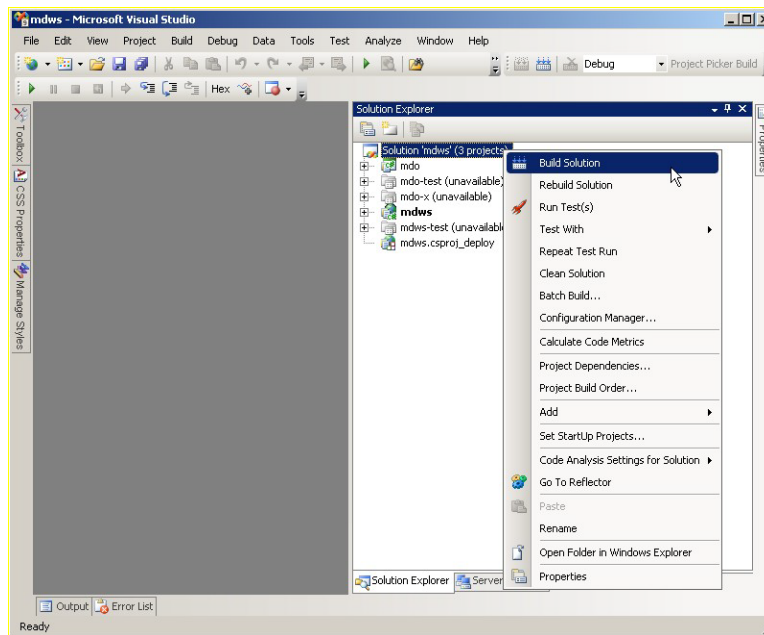 mdws - Microsoft Visual Studio
File Edit View Project Build Debug Data Tools Test Analyze Window Help
Debug Project Picker Build
Hex
Toolbox
CSS Properties
Manage Styles
Solution Explorer
Properties
Solution 'mdws' (3 projects)
mdo
mdo-test (unavailable)
mdo-x (unavailable)
mdws
mdws-test (unavailabl
mdws.csproj_deploy
Build Solution
Rebuild Solution
Run Test(s)
Test With
Repeat Test Run
Clean Solution
Batch Build...
Configuration Manager...
Calculate Code Metrics
Project Dependencies...
Project Build Order...
Add
Set StartUp Projects...
Code Analysis Settings for Solution
Go To Reflector
Paste
Rename
Open Folder in Windows Explorer
Properties
Solution Explorer Server
Output Error List
Ready